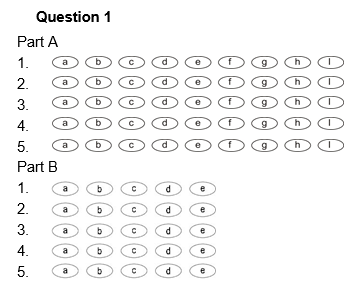 Question 1
Part A
1. a b c d e f g h I
2. a b c d e f g h I
3. a b c d e f g h I
4. a b c d e f g h I
5. a b c d e f g h I
Part B
1. a b c d e
2. a b c d e
3. a b c d e
4. a b c d e
5. a b c d e